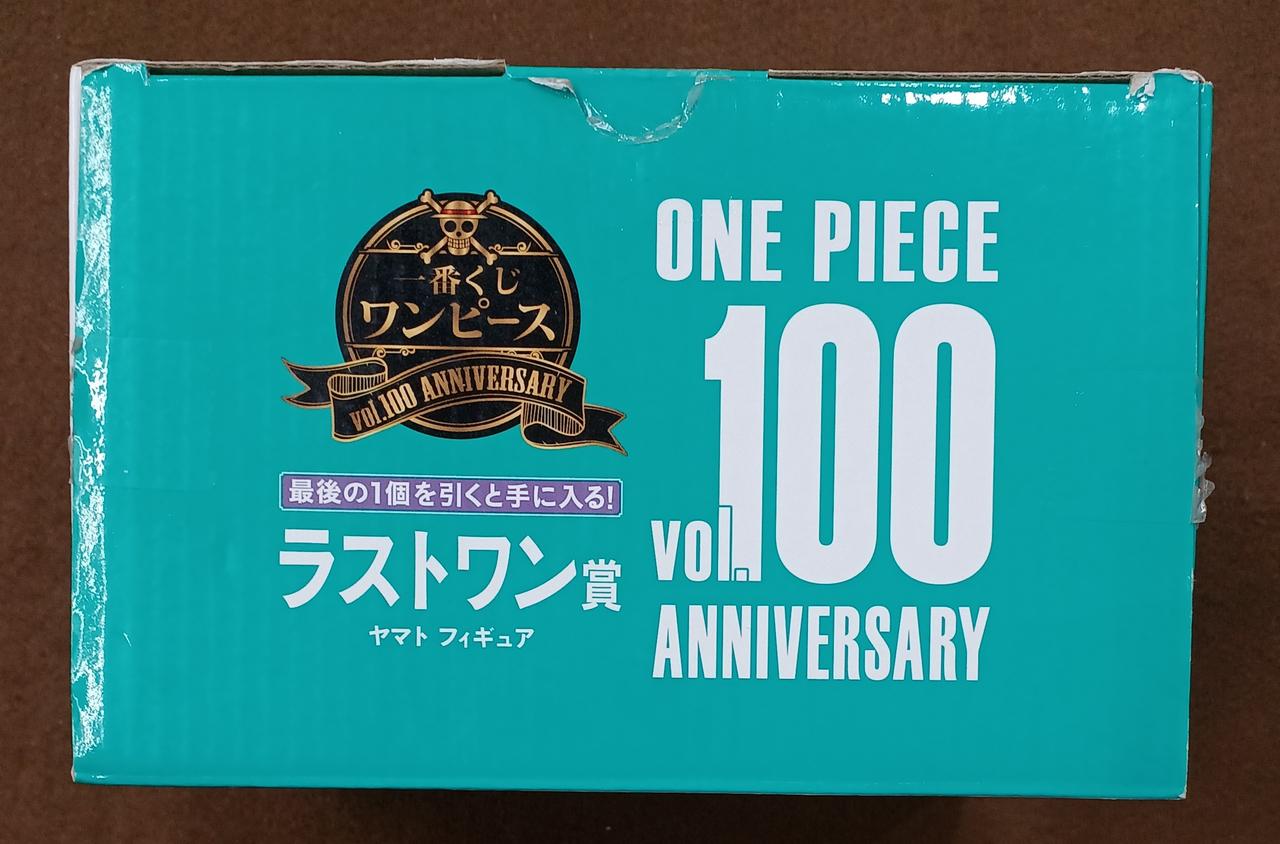 一番くじ
ワンピース
vol.100 ANNIVERSARY
最後の1個を引くと手に入る!
ラストワン賞
ヤマト フィギュア
ONE PIECE
vol.100
ANNIVERSARY